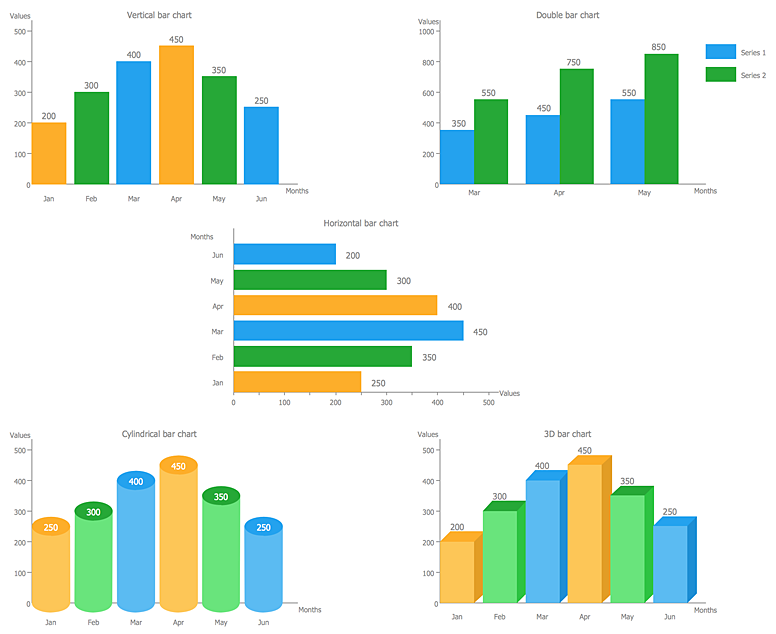 Vertical bar chart
Values
500
400
300
200
100
0
200
300
400
450
350
250
Jan Feb Mar Apr May Jun
Months
Double bar chart
Values
1000
800
600
400
200
0
350
550
450
750
550
850
Mar Apr May
Months
Series 1
Series 2
Horizontal bar chart
Months
Jun 200
May 300
Apr 400
Mar 450
Feb 350
Jan 250
0 100 200 300 400 500
Values
Cylindrical bar chart
Values
500
400
300
200
100
0
250
300
400
450
350
250
Jan Feb Mar Apr May Jun
Months
3D bar chart
Values
500
400
300
200
100
0
200
300
400
450
350
250
Jan Feb Mar Apr May Jun
Months